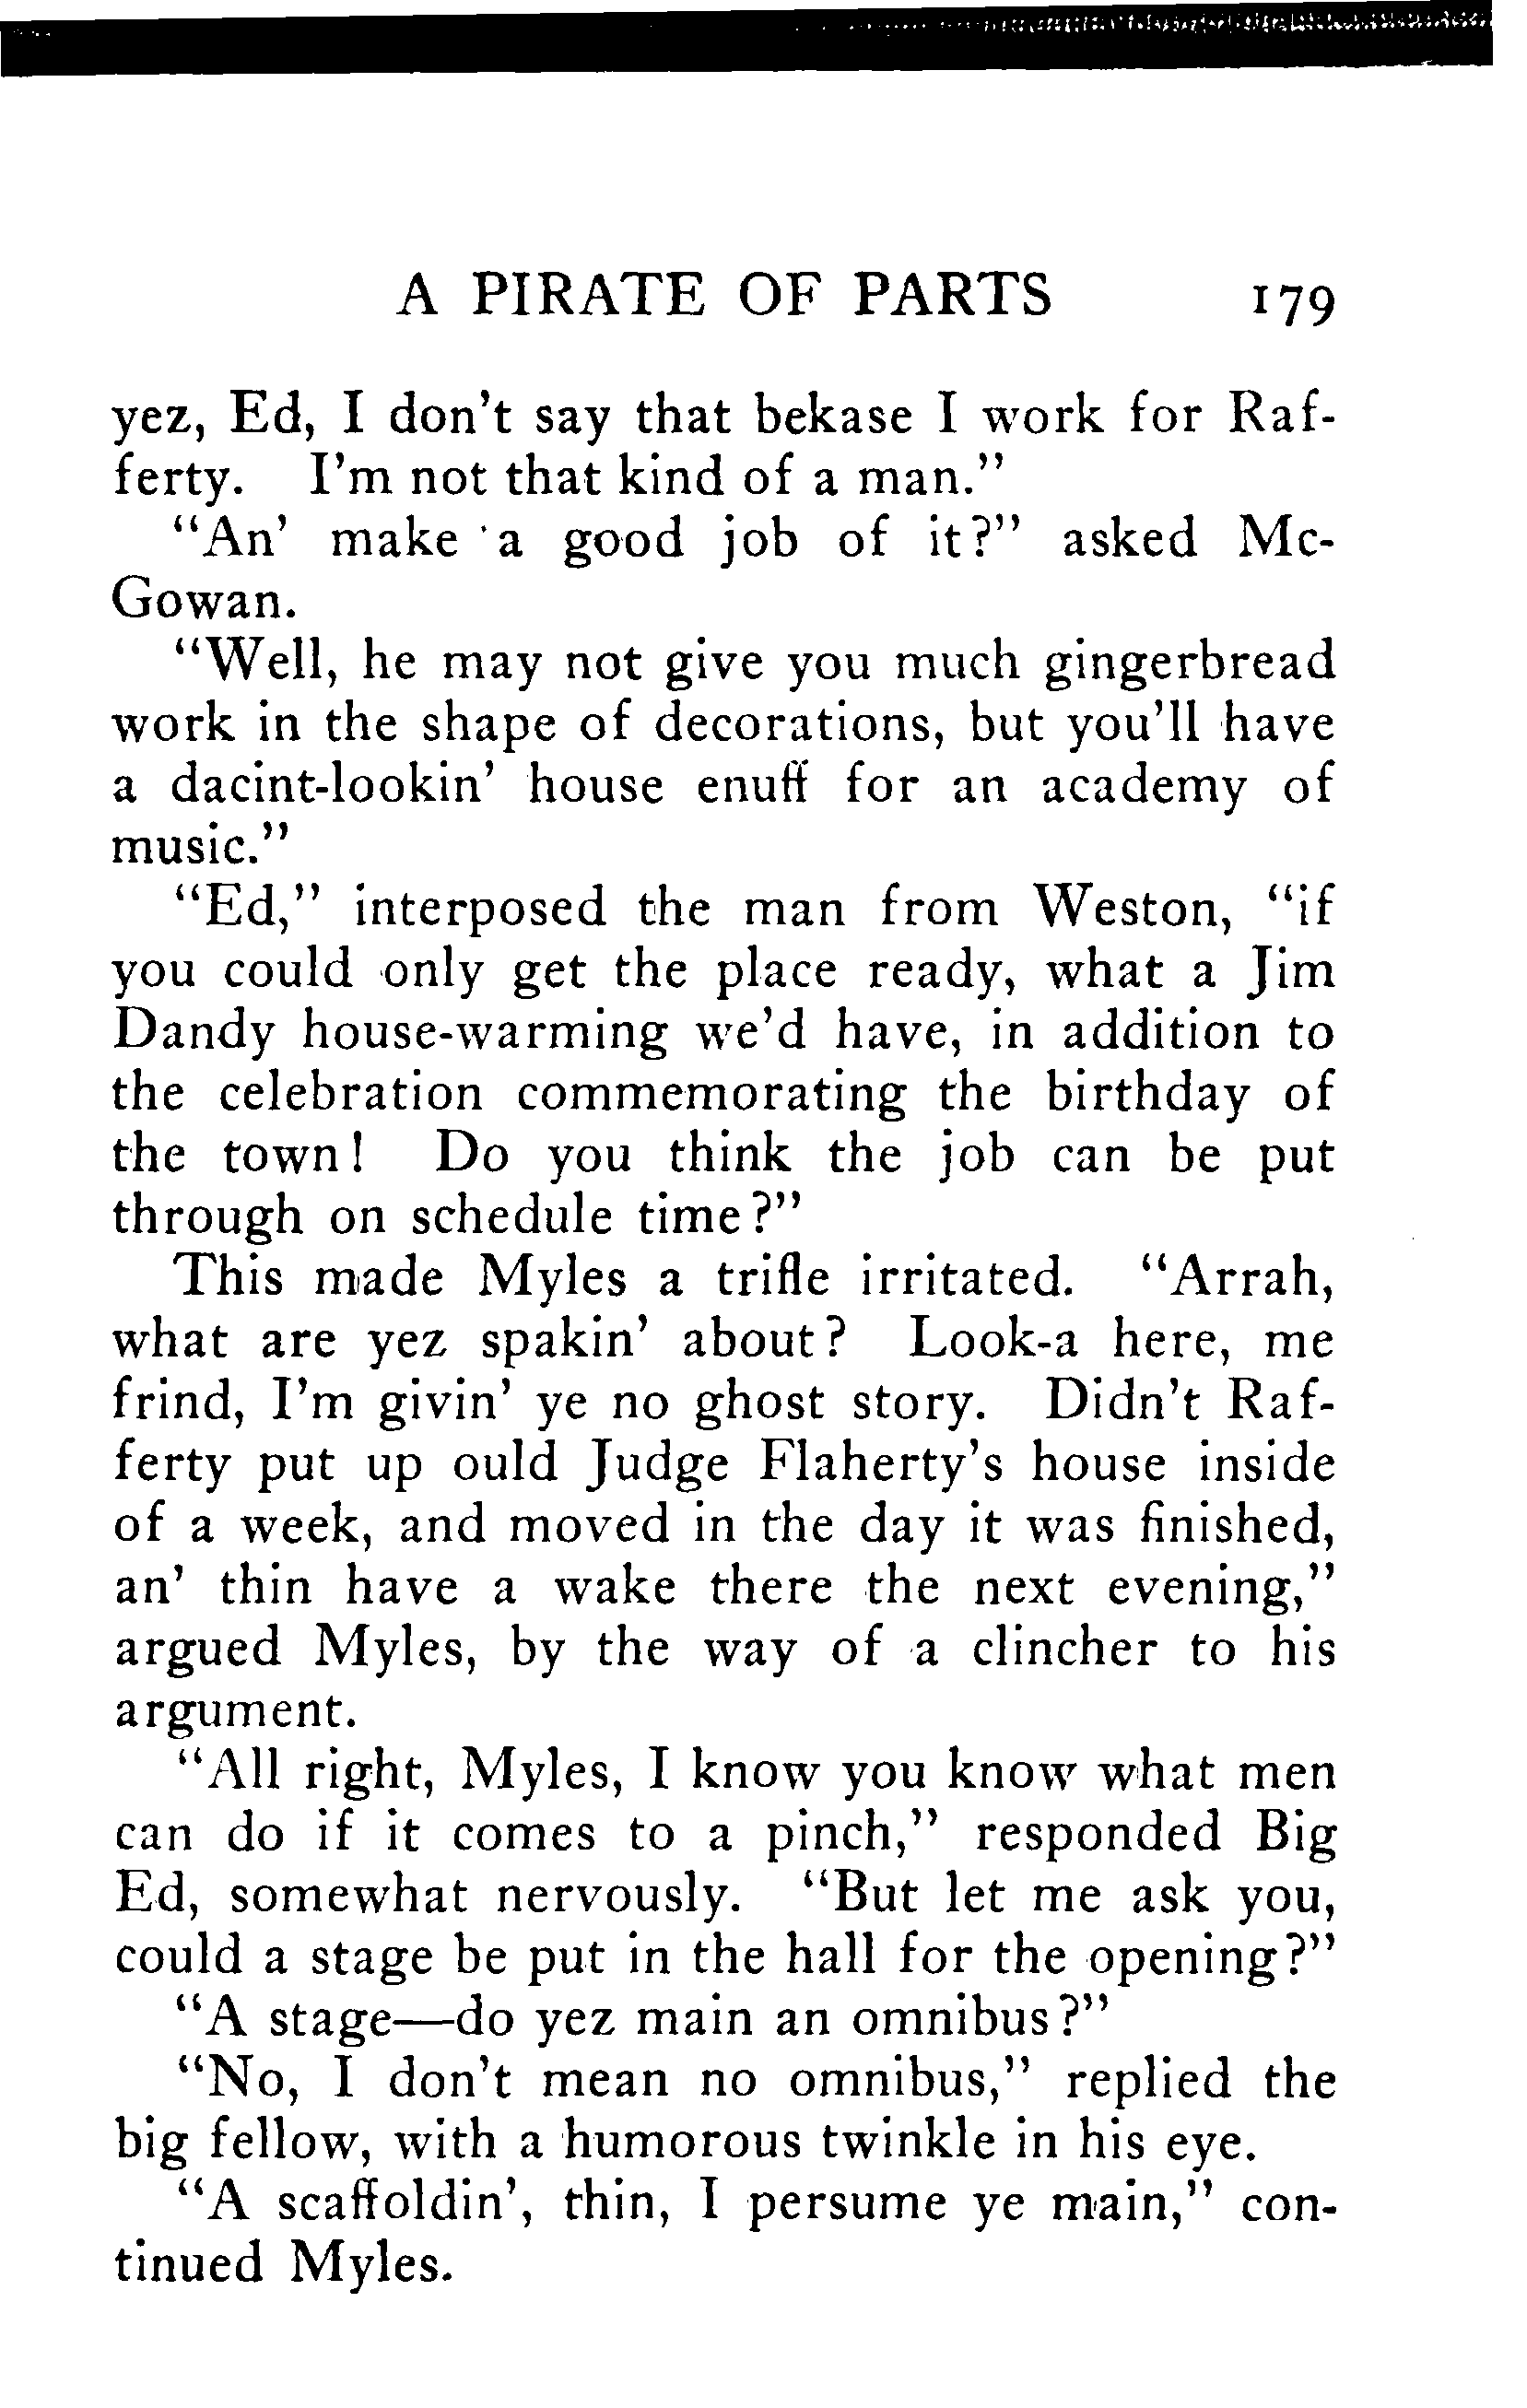 A PIRATE OF PARTS 179
yez, Ed, I don't say that bekase I work for Raf-
ferty. I'm not that kind of a man."
"An' make a good job of it?" asked Mc-
Gowan.
"Well, he may not give you much gingerbread
work in the shape of decorations, but you'll have
a dacint-lookin' house enuff for an academy of
music."
"Ed," interposed the man from Weston, "if
you could only get the place ready, what a Jim
Dandy house-warming we'd have, in addition to
the celebration commemorating the birthday of
the town! Do you think the job can be put
through on schedule time?"
This made Myles a trifle irritated. "Arrah,
what are yez spakin' about? Look-a here, me
frind, I'm givin' ye no ghost story. Didn't Raf-
ferty put up ould Judge Flaherty's house inside
of a week, and moved in the day it was finished,
an' thin have a wake there the next evening,"
argued Myles, by the way of a clincher to his
argument.
"All right, Myles, I know you know what men
can do if it comes to a pinch," responded Big
Ed, somewhat nervously. "But let me ask you,
could a stage be put in the hall for the opening?"
"A stage—do yez main an omnibus?"
"No, I don't mean no omnibus," replied the
big fellow, with a humorous twinkle in his eye.
"A scaffoldin', thin, I persume ye main," con-
tinued Myles.